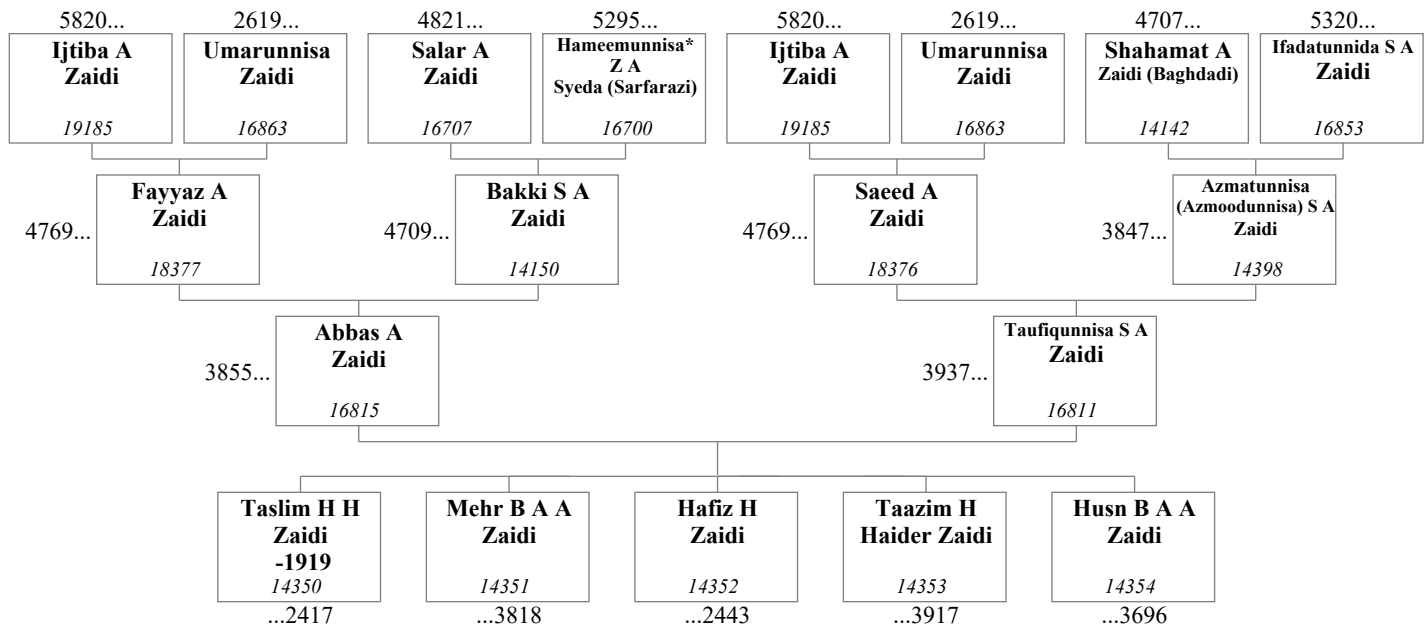 5820... 2619... 4821... 5295... 5820... 2619... 4707... 5320...
Ijtiba A
Zaidi
19185
Umarunnisa
Zaidi
16863
Salar A
Zaidi
16707
Hameemunnisa*
Z A
Syeda (Sarfarazi)
16700
Ijtiba A
Zaidi
19185
Umarunnisa
Zaidi
16863
Shahamat A
Zaidi (Baghdadi)
14142
Ifadatunnida S A
Zaidi
16853
4769...
Fayyaz A
Zaidi
18377
4709...
Bakki S A
Zaidi
14150
4769...
Saeed A
Zaidi
18376
3847...
Azmatunnisa
(Azmoodunnisa) S A
Zaidi
14398
3855...
Abbas A
Zaidi
16815
3937...
Taufiqunnisa S A
Zaidi
16811
Taslim H H
Zaidi
-1919
14350
...2417
Mehr B A A
Zaidi
14351
...3818
Hafiz H
Zaidi
14352
...2443
Taazim H
Haider Zaidi
14353
...3917
Husn B A A
Zaidi
14354
...3696